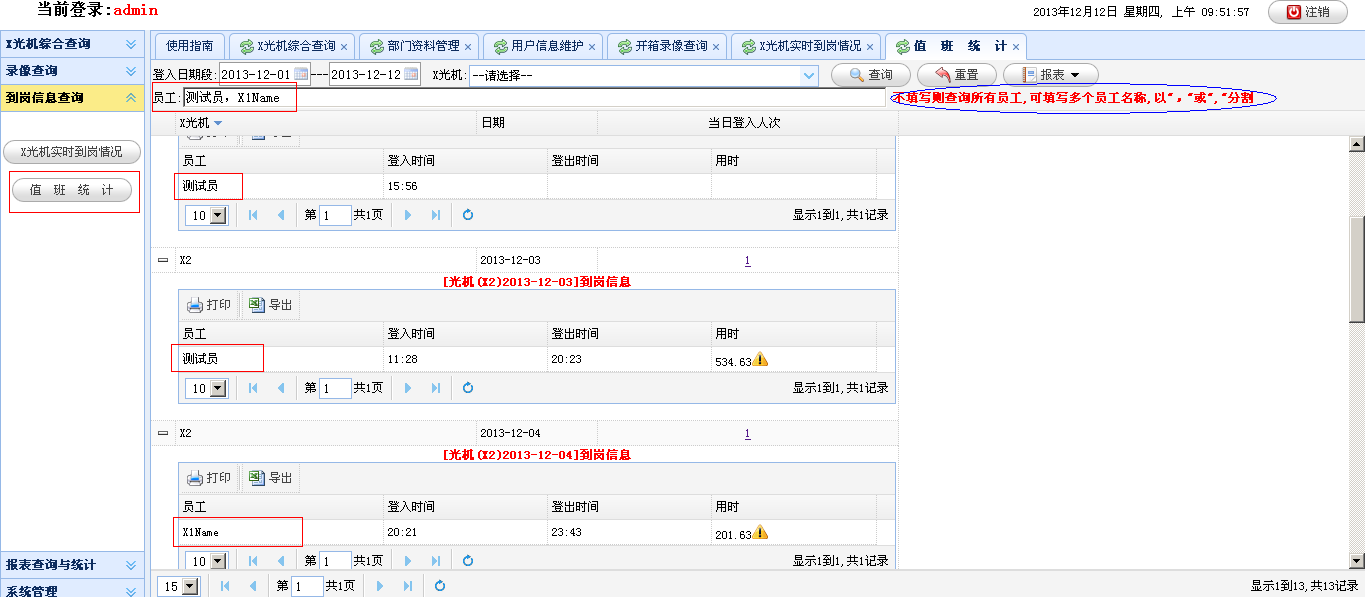 当前登录:admin
2013年12月12日 星期四, 上午 09:51:57 注销
X光机综合查询
录像查询
到岗信息查询
X光机实时到岗情况
值 班 统 计
报表查询与统计
系统管理
使用指南 X光机综合查询 × 部门资料管理 × 用户信息维护 × 开箱录像查询 × X光机实时到岗情况 × 值 班 统 计 ×
登入日期段: 2013-12-01 --- 2013-12-12 X光机: --请选择-- 查询 重置 报表
员工: 测试员，X1Name 不填写则查询所有员工,可填写多个员工名称,以"，"或","分割
X光机 日期 当日登入人次
员工 登入时间 登出时间 用时
测试员 15:56
10 第 1 共1页 显示1到1,共1记录
X2 2013-12-03 1
[光机(X2)2013-12-03]到岗信息
打印 导出
员工 登入时间 登出时间 用时
测试员 11:28 20:23 534.63
10 第 1 共1页 显示1到1,共1记录
X2 2013-12-04 1
[光机(X2)2013-12-04]到岗信息
打印 导出
员工 登入时间 登出时间 用时
X1Name 20:21 23:43 201.63
10 第 1 共1页 显示1到1,共1记录
15 第 1 共1页 显示1到13,共13记录